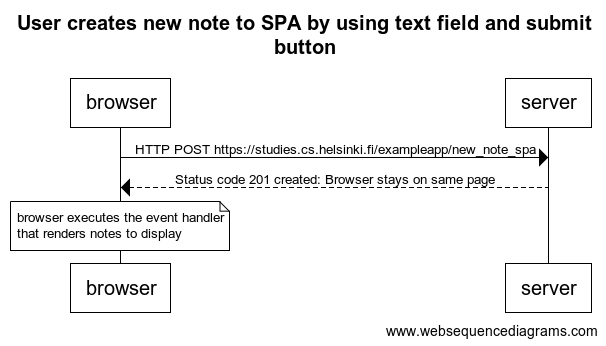 User creates new note to SPA by using text field and submit
button
browser
server
HTTP POST https://studies.cs.helsinki.fi/exampleapp/new_note_spa
Status code 201 created: Browser stays on same page
browser executes the event handler
that renders notes to display
browser
server
www.websequencediagrams.com